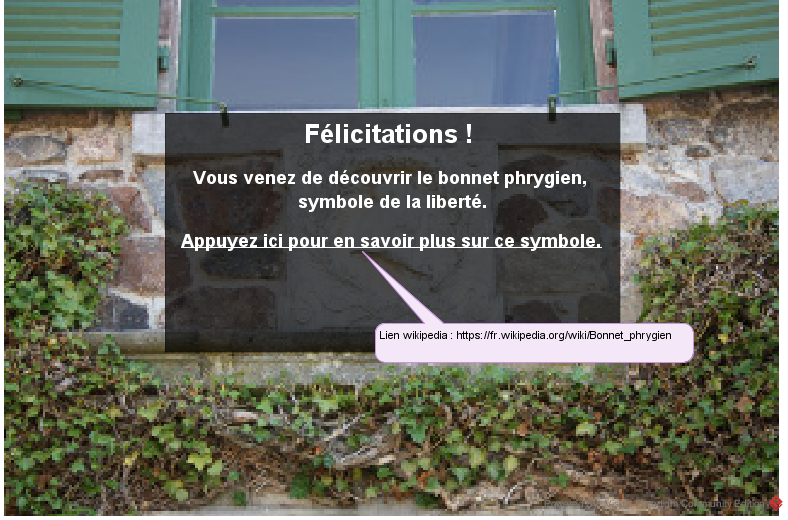 Félicitations !
Vous venez de découvrir le bonnet phrygien,
symbole de la liberté.
Appuyez ici pour en savoir plus sur ce symbole.
Lien wikipedia : https://fr.wikipedia.org/wiki/Bonnet_phrygien
Community Edition